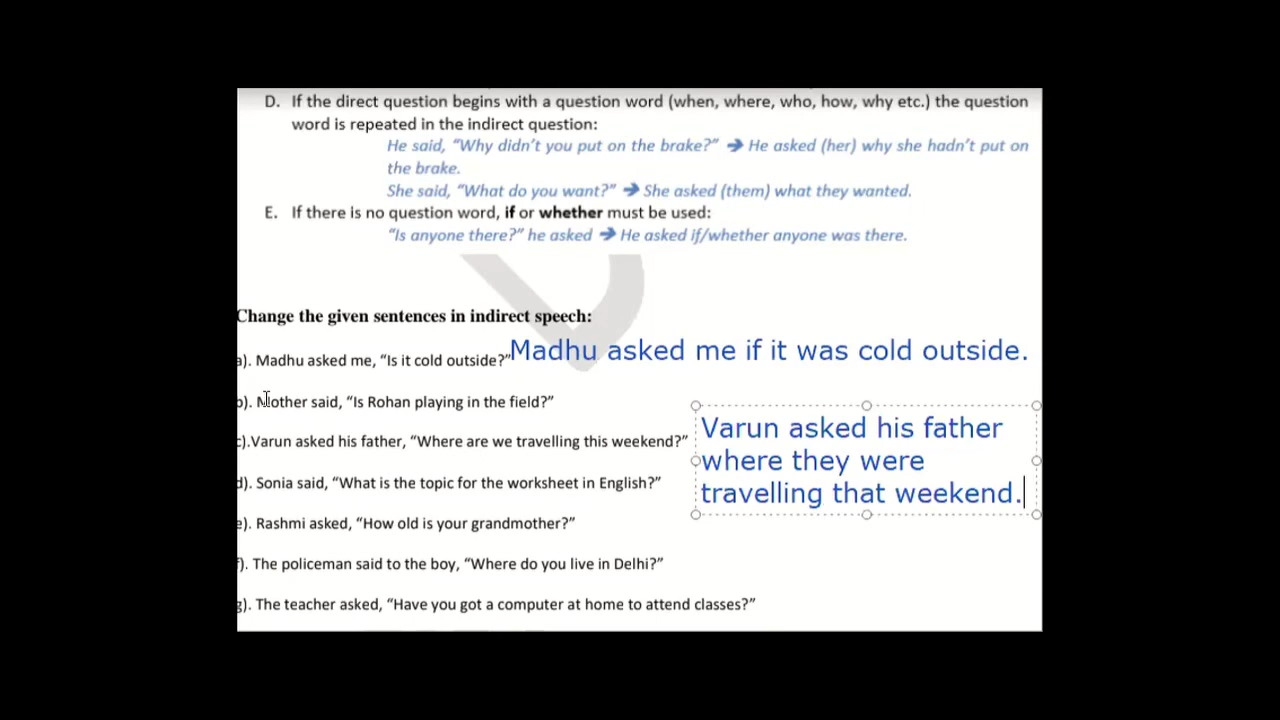 D. If the direct question begins with a question word (when, where, who, how, why etc.) the question
word is repeated in the indirect question:
He said, “Why didn’t you put on the brake?” ➔ He asked (her) why she hadn’t put on
the brake.
She said, “What do you want?” ➔ She asked (them) what they wanted.
E. If there is no question word, if or whether must be used:
“Is anyone there?” he asked ➔ He asked if/whether anyone was there.
Change the given sentences in indirect speech:
a). Madhu asked me, “Is it cold outside?” Madhu asked me if it was cold outside.
b). Mother said, “Is Rohan playing in the field?”
c).Varun asked his father, “Where are we travelling this weekend?”
Varun asked his father
where they were
travelling that weekend.
d). Sonia said, “What is the topic for the worksheet in English?”
e). Rashmi asked, “How old is your grandmother?”
f). The policeman said to the boy, “Where do you live in Delhi?”
g). The teacher asked, “Have you got a computer at home to attend classes?”